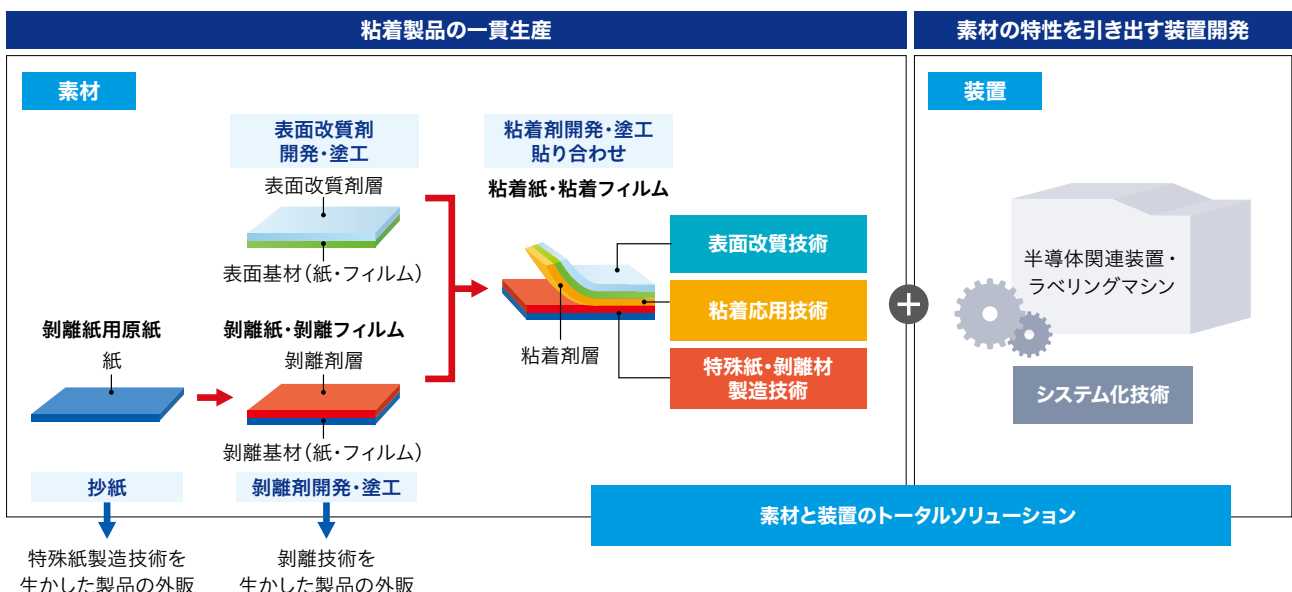 粘着製品の一貫生産
素材の特性を引き出す装置開発
素材
装置
表面改質剤
開発・塗工
表面改質剤層
表面基材（紙・フィルム）
粘着剤開発・塗工
貼り合わせ
粘着紙・粘着フィルム
粘着剤層
表面改質技術
粘着応用技術
特殊紙・剝離材
製造技術
剝離紙用原紙
紙
剝離紙・剝離フィルム
剝離剤層
剝離基材（紙・フィルム）
抄紙
剝離剤開発・塗工
特殊紙製造技術を
生かした製品の外販
剝離技術を
生かした製品の外販
+
半導体関連装置・
ラベリングマシン
システム化技術
素材と装置のトータルソリューション